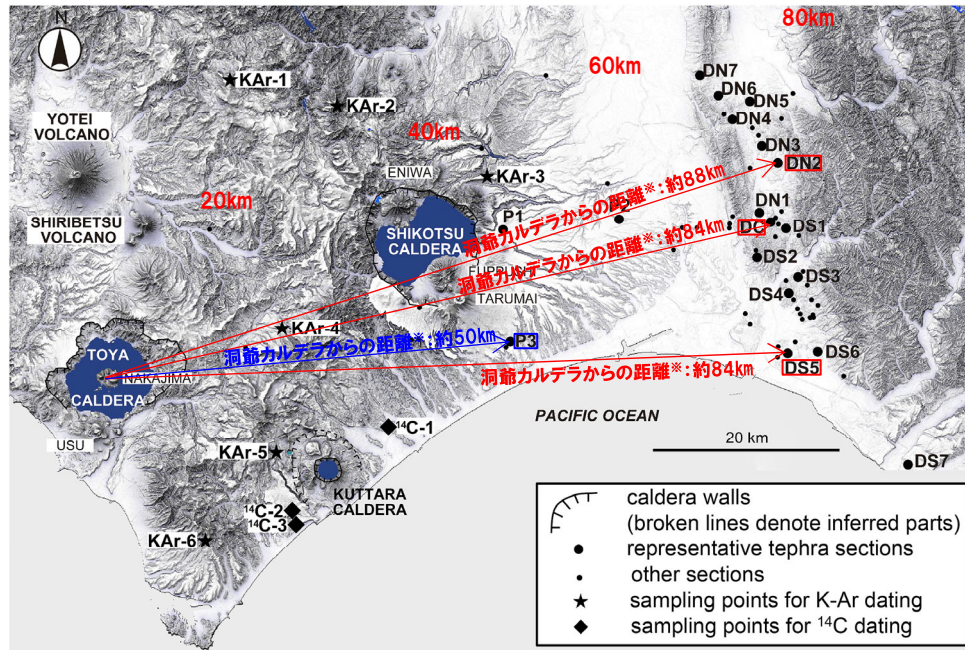 N
80km
60km
DN7
DN6
DN5
KAr-1
KAr-2
DN4
YOTEI
VOLCANO
40km
DN3
ENIWA
KAr-3
DN2
20km
洞爺カルデラからの距離※:約88km
SHIRIBETSU
VOLCANO
P1
DN1
SHIKOTSU
CALDERA
DC
DS1
洞爺カルデラからの距離※:約84km
DS2
DS3
TARUMAI
DS4
KAr-4
洞爺カルデラからの距離※:約50km
P3
TOYA
CALDERA
NAKAJIMA
DS6
DS5
洞爺カルデラからの距離※:約84km
PACIFIC OCEAN
USU
14C-1
20 km
KAr-5
DS7
KUTTARA
CALDERA
14C-2
14C-3
KAr-6
caldera walls
(broken lines denote inferred parts)
representative tephra sections
other sections
sampling points for K-Ar dating
sampling points for 14C dating